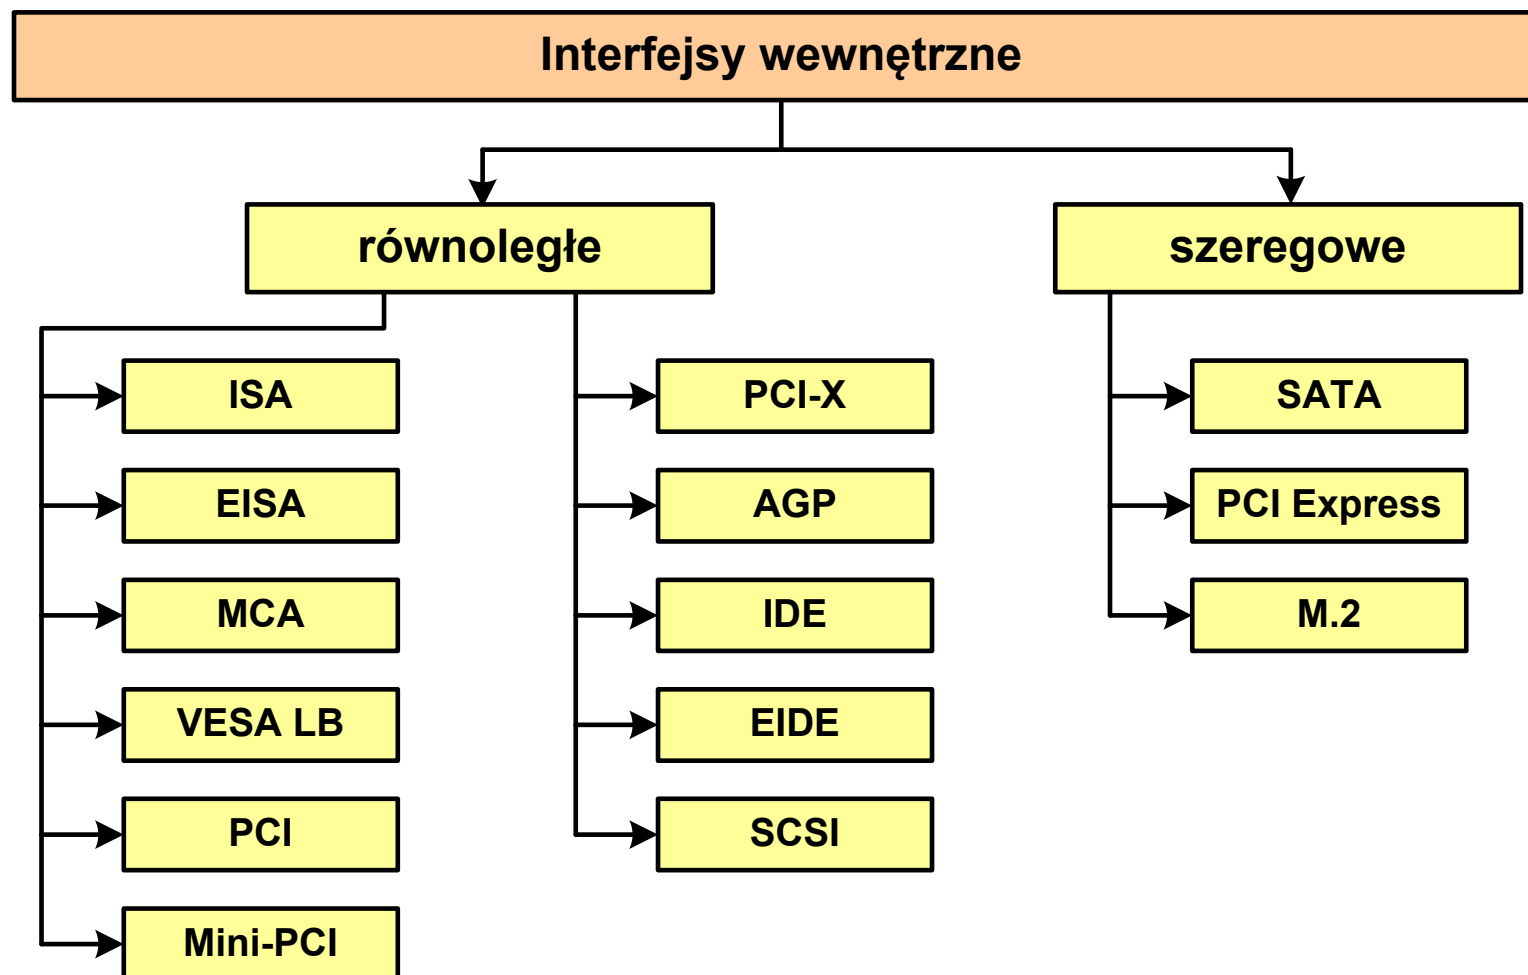 Interfejsy wewnętrzne
równoległe
szeregowe
ISA
EISA
MCA
VESA LB
PCI
Mini-PCI
PCI-X
AGP
IDE
EIDE
SCSI
SATA
PCI Express
M.2